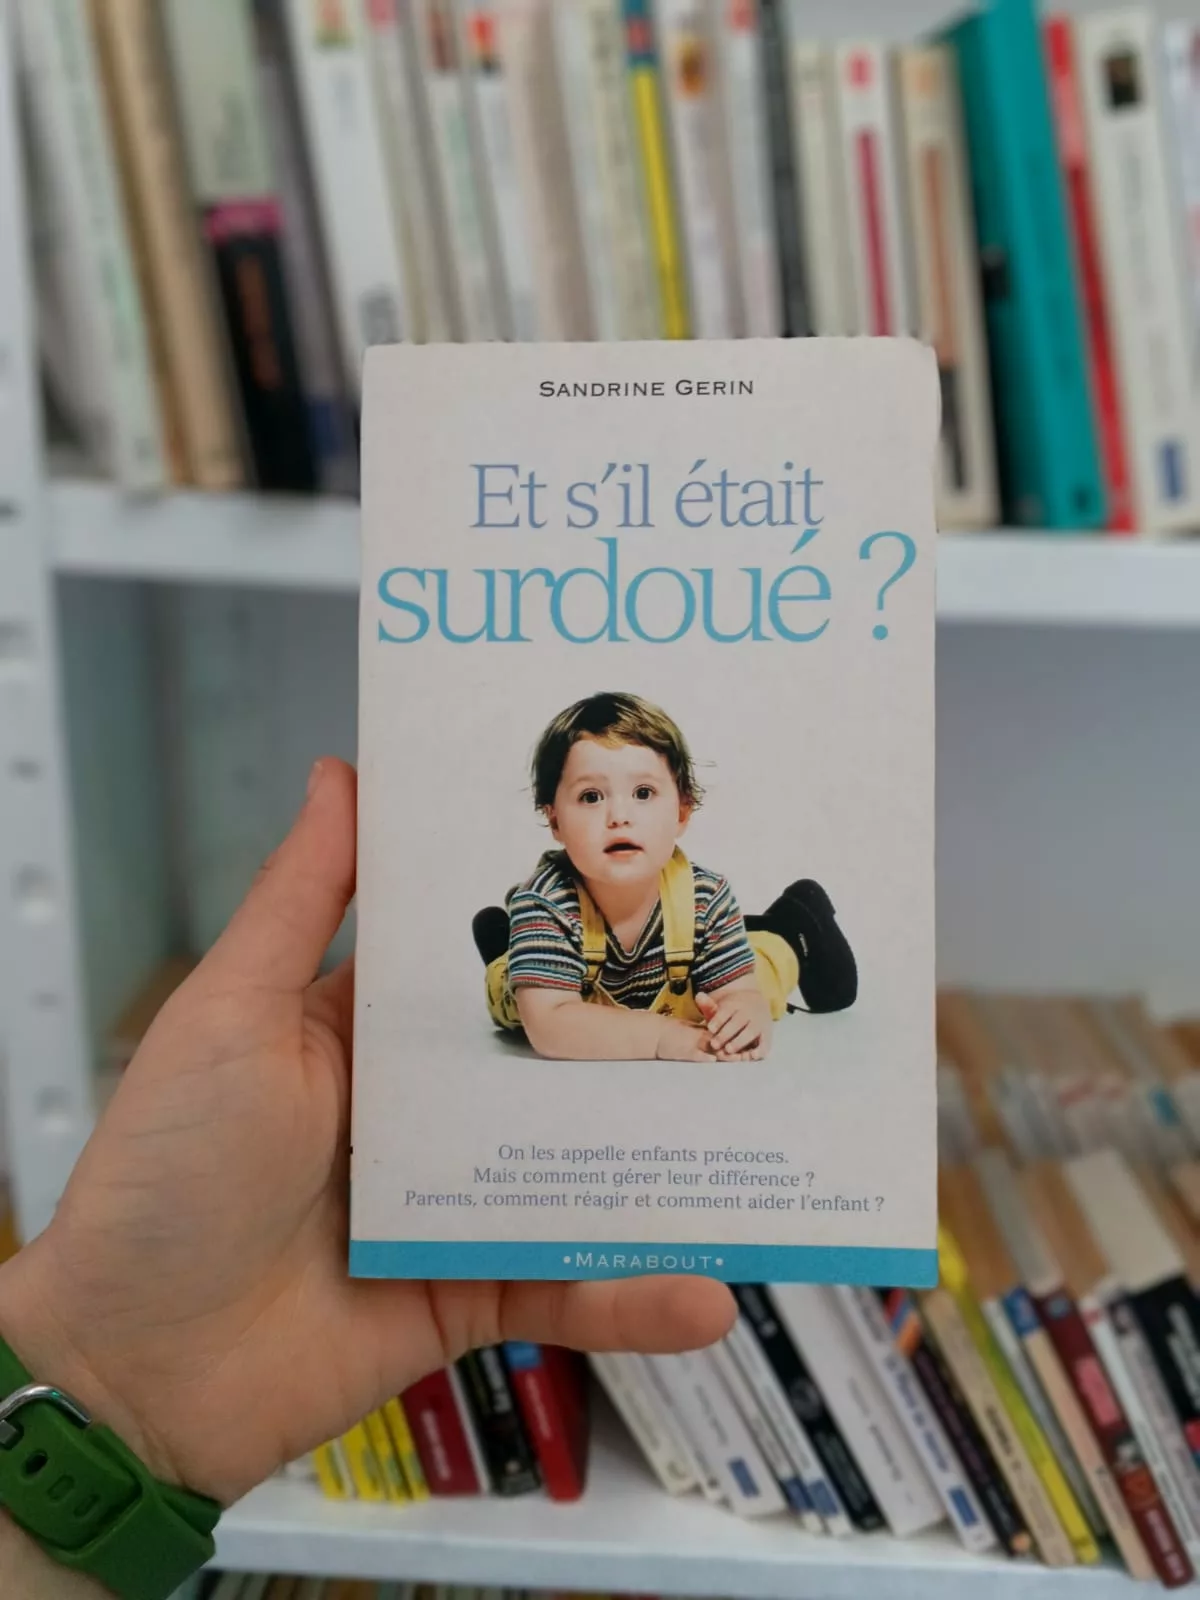 SANDRINE GERIN
Et s'il était
surdoué ?
On les appelle enfants précoces.
Mais comment gérer leur différence ?
Parents, comment réagir et comment aider l'enfant ?
•MARABOUT•